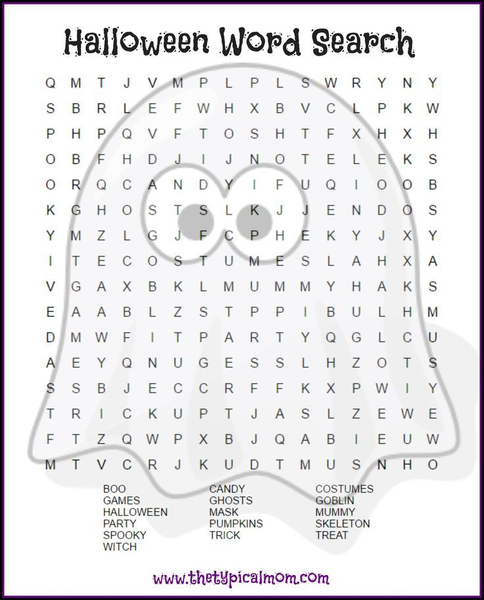 Halloween Word Search
Q M T J V M P L P L S W R Y N Y
S B R L E F W H X B V C L P K W
P H P Q V F T O S H T F X H X H
O B F H D J I J N O T E L E K S
O R Q C A N D Y I F U Q I O O B
K G H O S T S L K J J E N D O S
Y M Z L G J F C P H E K Y J X Y
I T E C O S T U M E S L A H X A
V G A X B K L M U M M Y H A K S
E A A B L Z S T P P I B U L H M
D M W F I T P A R T Y Q G L C U
A E Y Q N U G E S S L H Z O T S
S S B J E C C R F F K X P W I Y
T R I C K U P T J A S L Z E W E
F T Z Q W P X B J Q A B I E U W
M T V C R J K U D T M U S N H O
BOO CANDY COSTUMES
GAMES GHOSTS GOBLIN
HALLOWEEN MASK MUMMY
PARTY PUMPKINS SKELETON
SPOOKY TRICK TREAT
WITCH
www.thetypicalmom.com